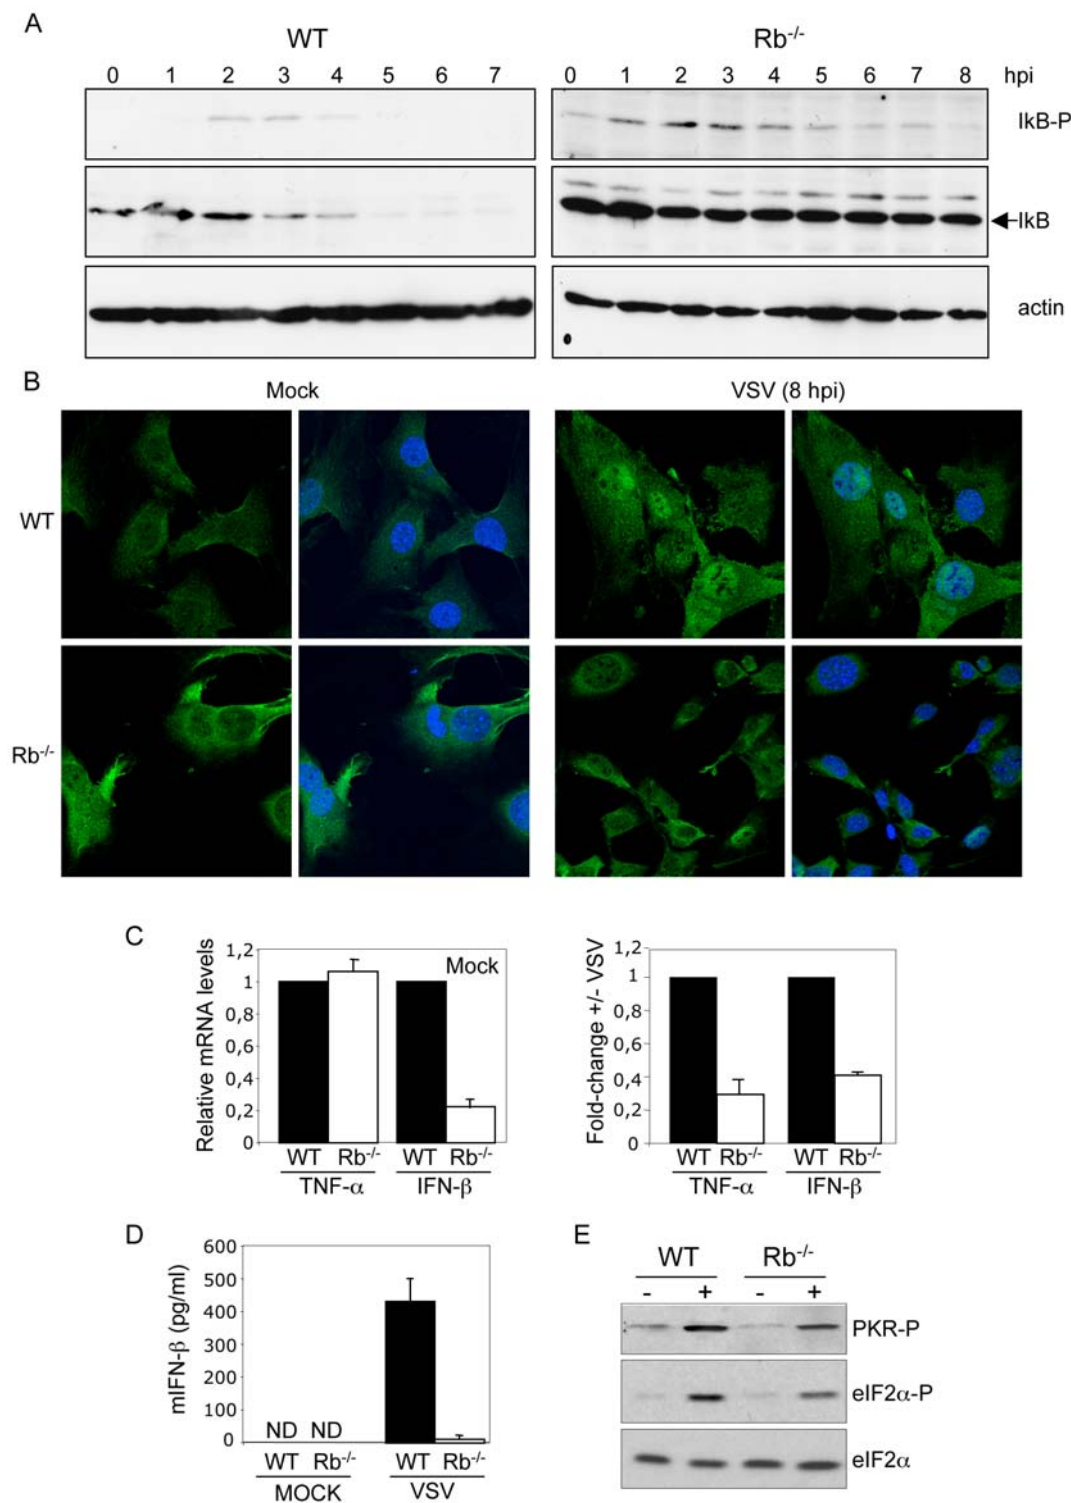 A
WT
Rb-/-
0 1 2 3 4 5 6 7
0 1 2 3 4 5 6 7 8 hpi
IkB-P
IkB
actin
B
Mock
VSV (8 hpi)
WT
Rb-/-
C
Relative mRNA levels
1,2
1
0,8
0,6
0,4
0,2
0
Mock
WT Rb-/- WT Rb-/-
TNF-α IFN-β
Fold-change +/- VSV
1,2
1
0,8
0,6
0,4
0,2
0
WT Rb-/- WT Rb-/-
TNF-α IFN-β
D
mIFN-β (pg/ml)
600
500
400
300
200
100
0
ND ND
WT Rb-/- WT Rb-/-
MOCK VSV
E
WT Rb-/-
- + - +
PKR-P
eIF2α-P
eIF2α